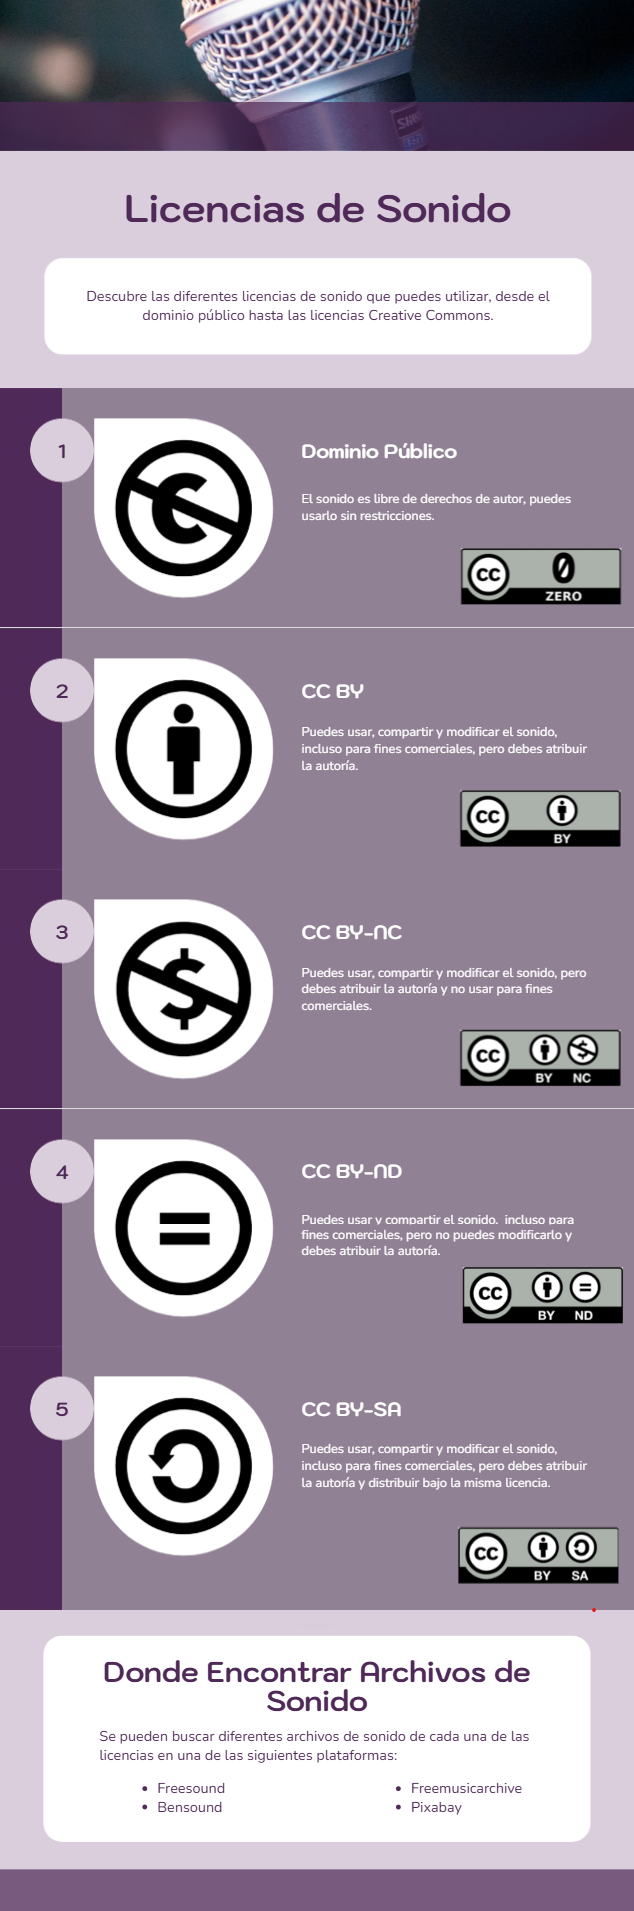 SH
Licencias de Sonido
Descubre las diferentes licencias de sonido que puedes utilizar, desde el
dominio público hasta las licencias Creative Commons.
1
Dominio Público
El sonido es libre de derechos de autor, puedes
usarlo sin restricciones.
cc 0
ZERO
2
CC BY
Puedes usar, compartir y modificar el sonido,
incluso para fines comerciales, pero debes atribuir
la autoría.
cc
BY
3
CC BY-NC
Puedes usar, compartir y modificar el sonido, pero
debes atribuir la autoría y no usar para fines
comerciales.
cc
BY NC
4
CC BY-ND
Puedes usar y compartir el sonido, incluso para
fines comerciales, pero no puedes modificarlo y
debes atribuir la autoría.
cc
BY ND
5
CC BY-SA
Puedes usar, compartir y modificar el sonido,
incluso para fines comerciales, pero debes atribuir
la autoría y distribuir bajo la misma licencia.
cc
BY SA
Donde Encontrar Archivos de
Sonido
Se pueden buscar diferentes archivos de sonido de cada una de las
licencias en una de las siguientes plataformas:
• Freesound
• Bensound
• Freemusicarchive
• Pixabay